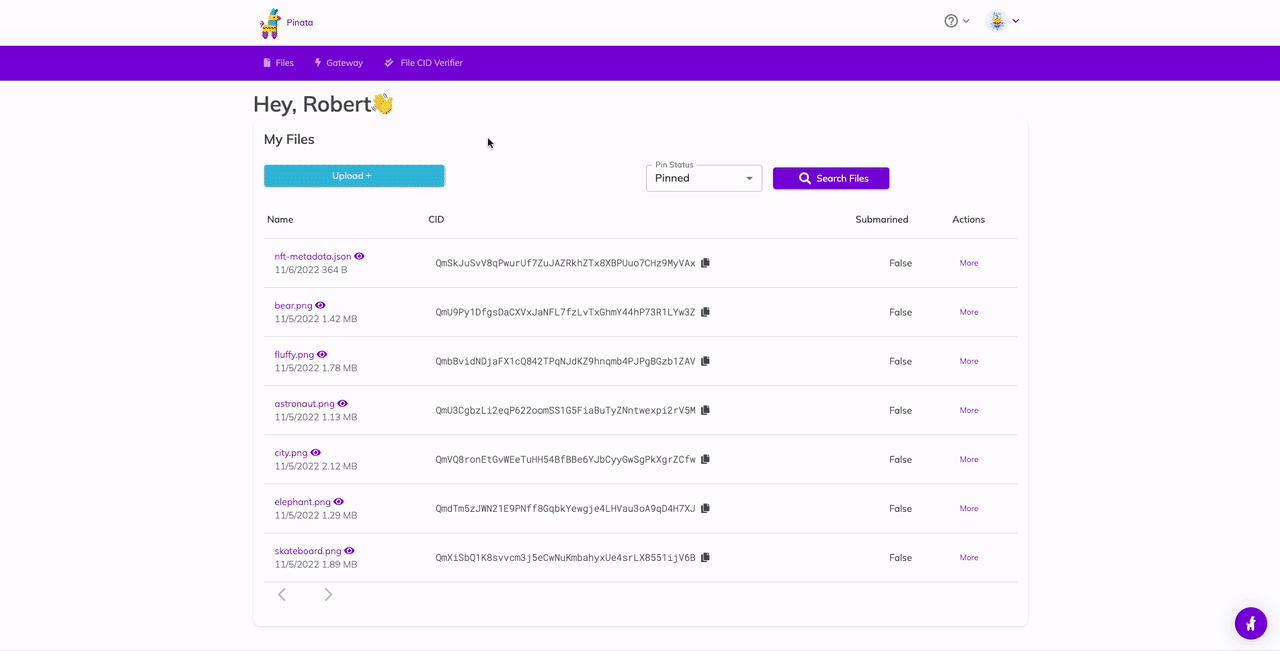 Pinata
Files Gateway File CID Verifier
Hey, Robert👋
My Files
Upload +
Pin Status
Pinned
Search Files
Name CID Submarined Actions
nft-metadata.json
11/6/2022 364 B
QmSkJuSvV8qPwurUf7ZuJAZRkhZTx8XBPUuo7CHz9MyVAx False More
bear.png
11/5/2022 1.42 MB
QmU9Py1DfgsDaCXVxJaNFL7fzLvTxGhmY44hP73R1LYw3Z False More
fluffy.png
11/5/2022 1.78 MB
QmbBvidNDjaFX1cQ842TPqNJdKZ9hnqmb4PJPgBGzb1ZAV False More
astronaut.png
11/5/2022 1.13 MB
QmU3CgbzLi2eqP622oomSS1G5FiaBuTyZNntwexpi2rV5M False More
city.png
11/5/2022 2.12 MB
QmVQ8ronEtGvWEeTuHH54BfBBe6YJbCyyGwSgPkXgrZCfw False More
elephant.png
11/5/2022 1.29 MB
QmdTm5zJWN21E9PNff8GqbkYewgje4LHVau3oA9qD4H7XJ False More
skateboard.png
11/5/2022 1.89 MB
QmXiSbQ1K8svvcm3j5eCwNuKmbahyxUe4srLX8551ijV6B False More